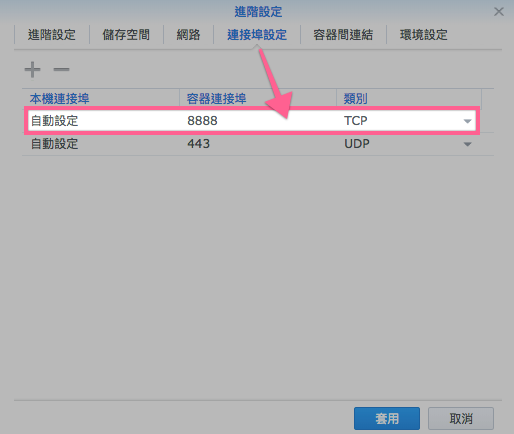 進階設定
進階設定 儲存空間 網路 連接埠設定 容器間連結 環境設定
本機連接埠 容器連接埠 類別
自動設定 8888 TCP
自動設定 443 UDP
套用 取消